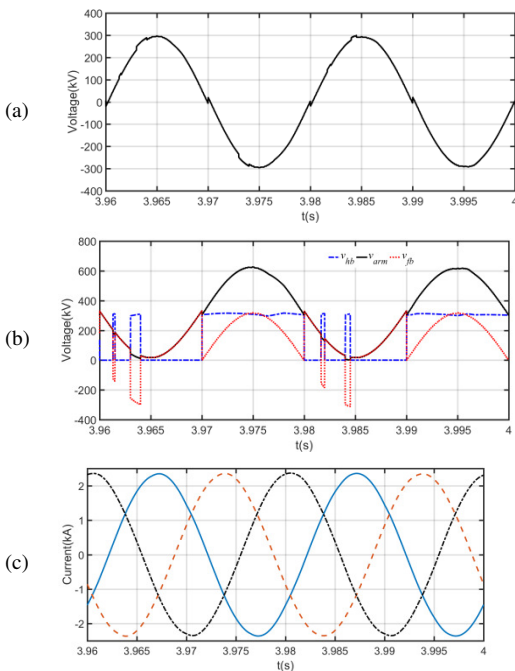 (a)
Voltage(kV)
400
300
200
100
0
-100
-200
-300
-400
3.96 3.965 3.97 3.975 3.98 3.985 3.99 3.995 4
t(s)
(b)
Voltage(kV)
800
600
400
200
0
-200
-400
v_hb v_arm v_fb
3.96 3.965 3.97 3.975 3.98 3.985 3.99 3.995 4
t(s)
(c)
Current(kA)
2
1
0
-1
-2
3.96 3.965 3.97 3.975 3.98 3.985 3.99 3.995 4
t(s)